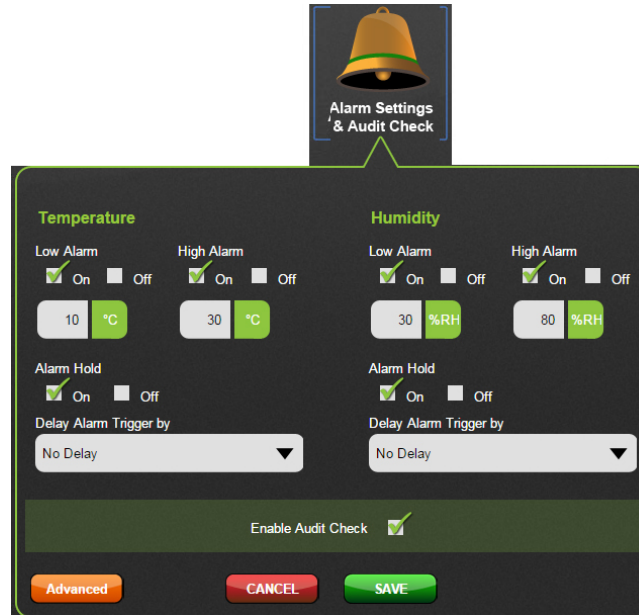 Alarm Settings
& Audit Check
Temperature Humidity
Low Alarm High Alarm Low Alarm High Alarm
On Off On Off On Off On Off
10 °C 30 °C 30 %RH 80 %RH
Alarm Hold Alarm Hold
On Off On Off
Delay Alarm Trigger by Delay Alarm Trigger by
No Delay No Delay
Enable Audit Check
Advanced CANCEL SAVE